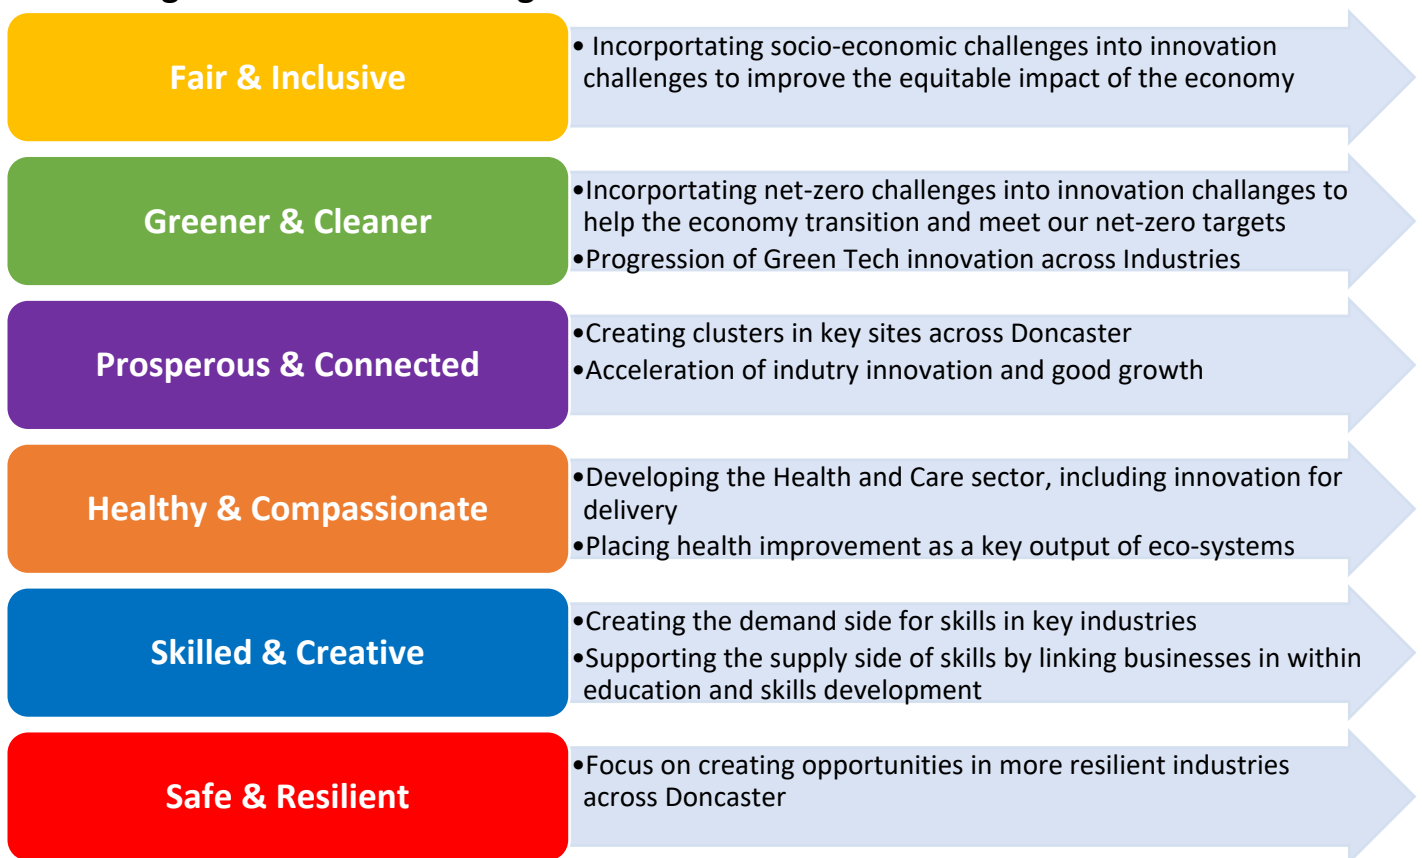 Fair & Inclusive
• Incorportating socio-economic challenges into innovation
challenges to improve the equitable impact of the economy
Greener & Cleaner
•Incorportating net-zero challenges into innovation challanges to
help the economy transition and meet our net-zero targets
•Progression of Green Tech innovation across Industries
Prosperous & Connected
•Creating clusters in key sites across Doncaster
•Acceleration of indutry innovation and good growth
Healthy & Compassionate
•Developing the Health and Care sector, including innovation for
delivery
•Placing health improvement as a key output of eco-systems
Skilled & Creative
•Creating the demand side for skills in key industries
•Supporting the supply side of skills by linking businesses in within
education and skills development
Safe & Resilient
•Focus on creating opportunities in more resilient industries
across Doncaster